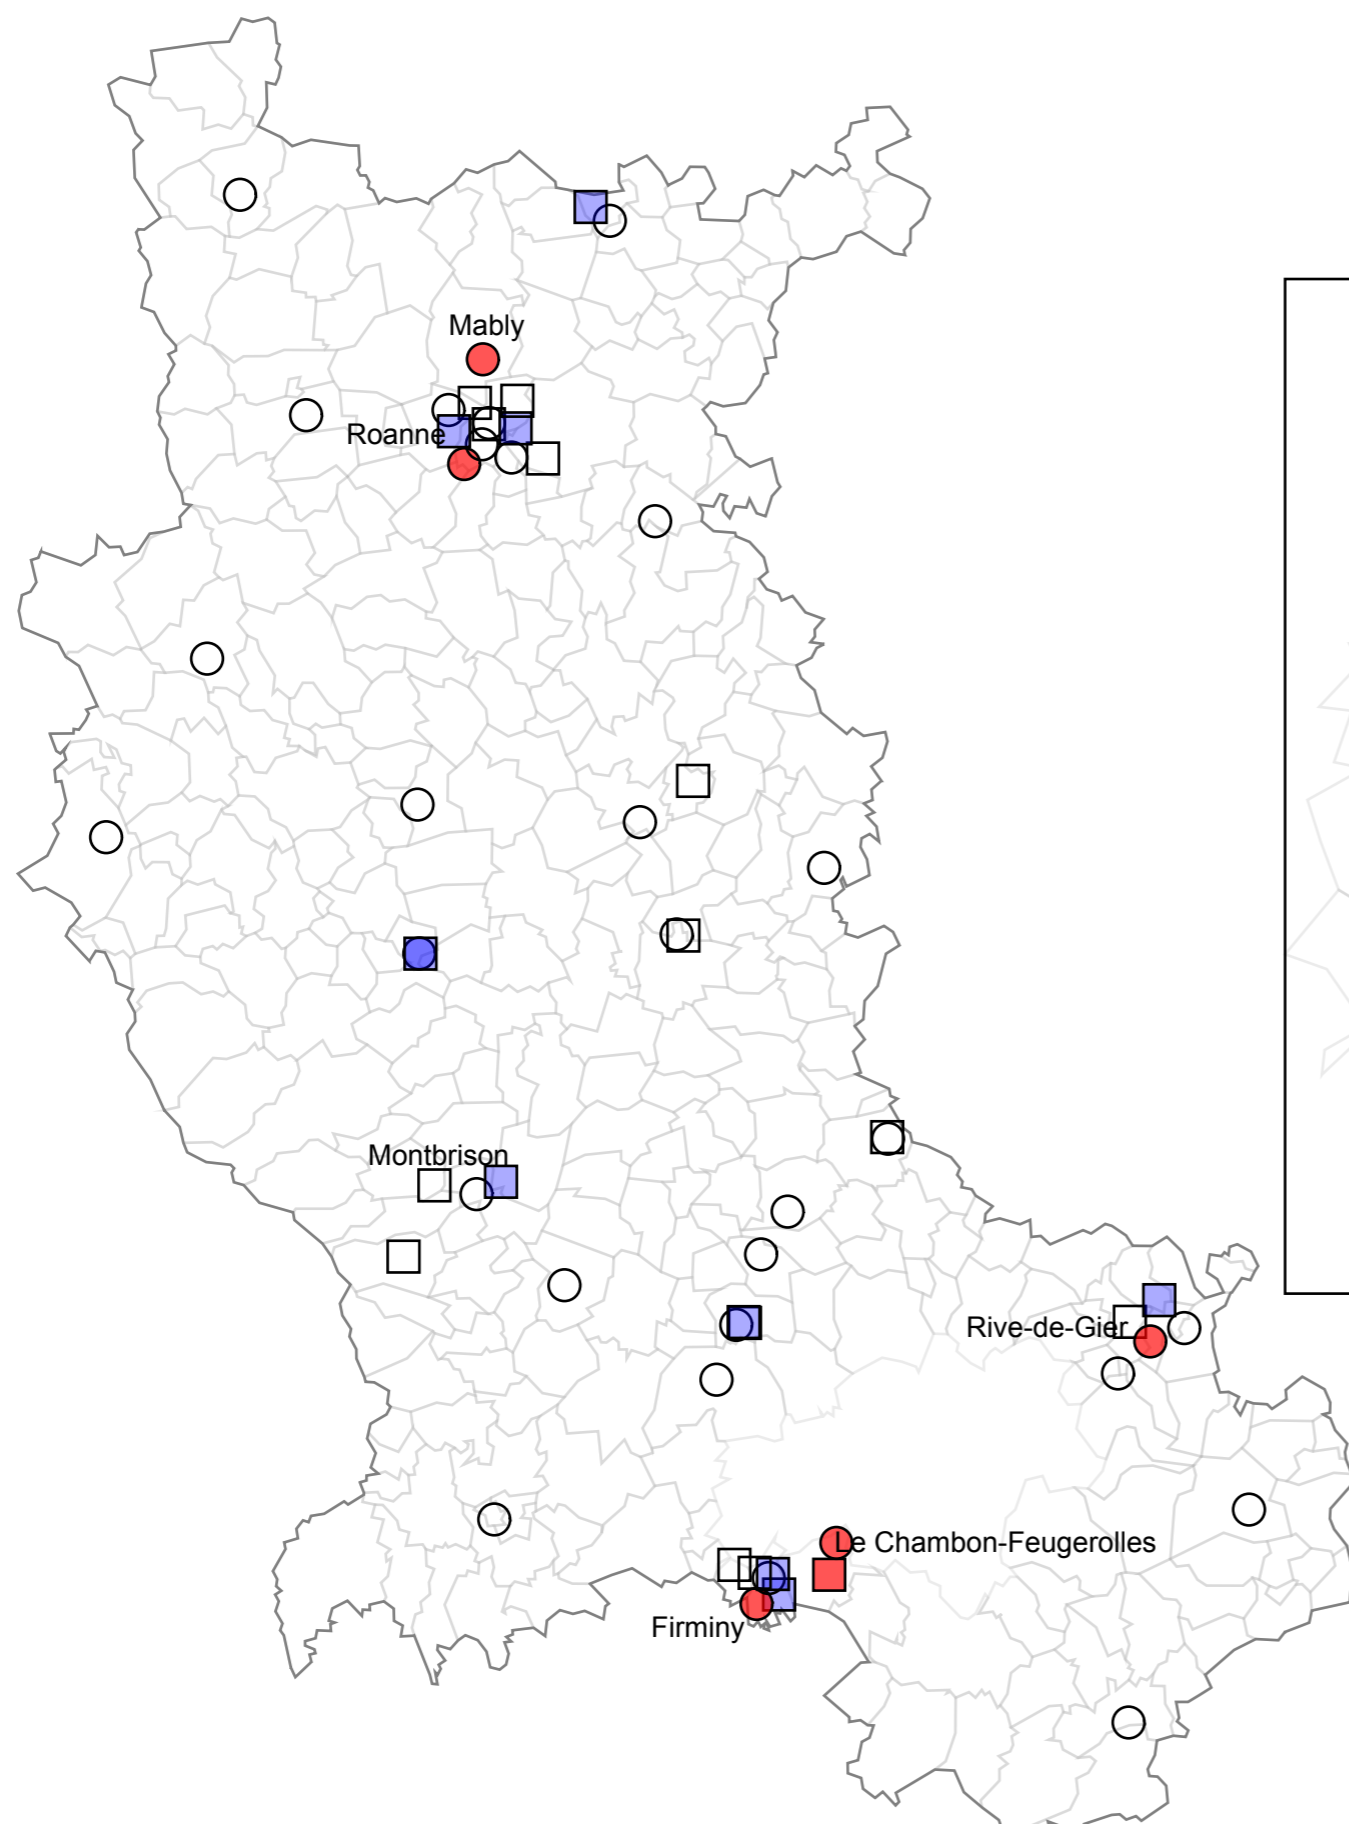 Mably
Roanne
Montbrison
Rive-de-Gier
Le Chambon-Feugerolles
Firminy